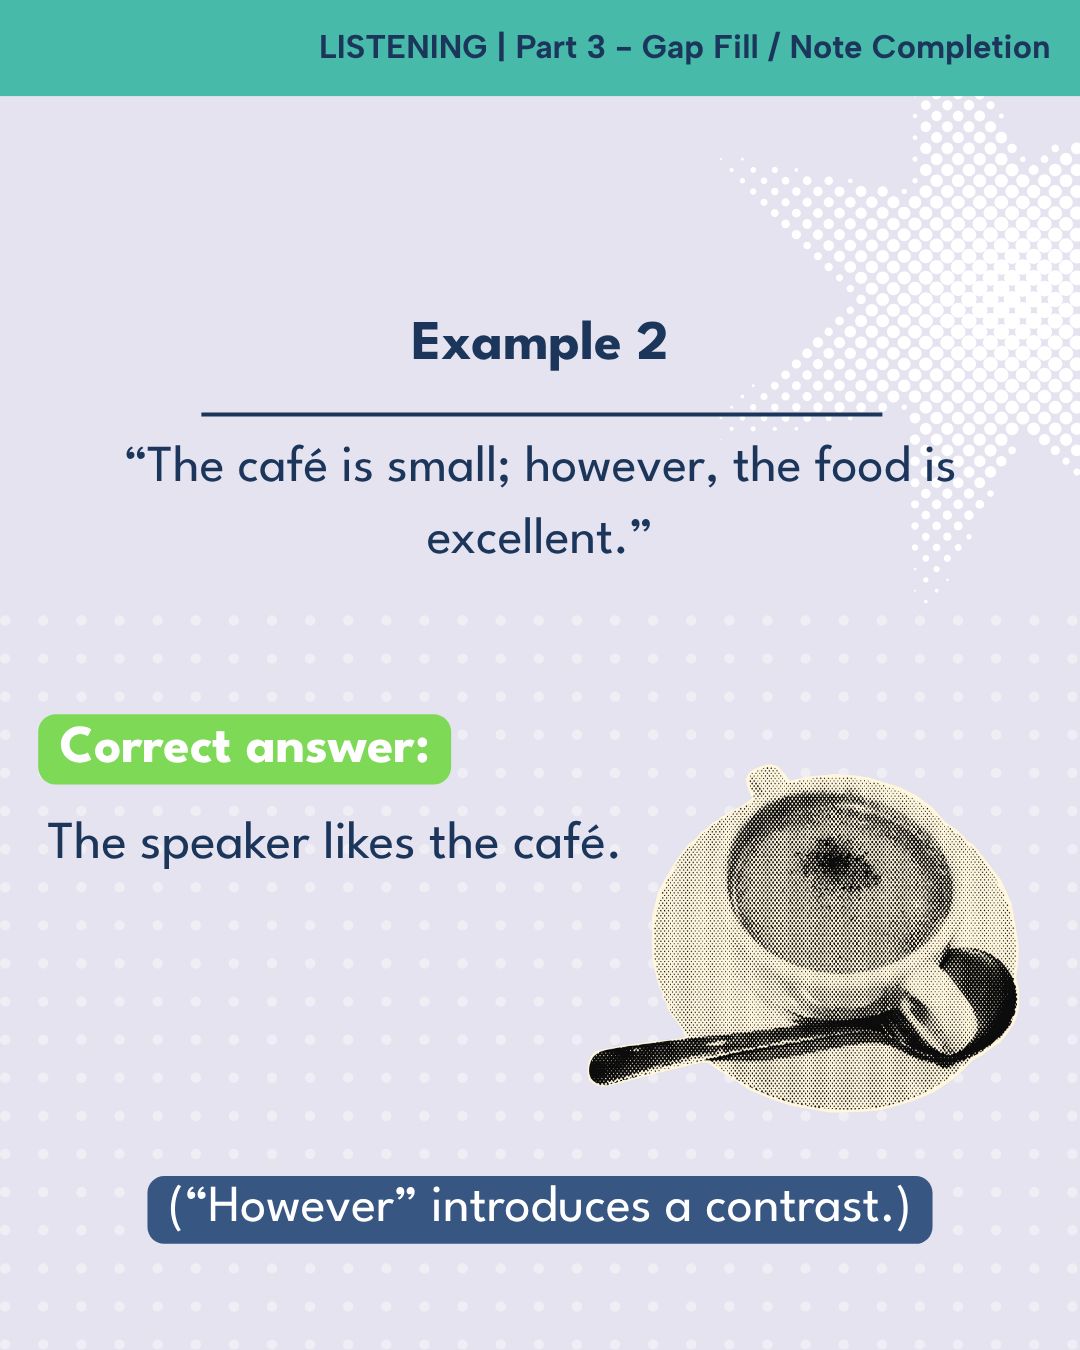 LISTENING | Part 3 – Gap Fill / Note Completion
Example 2
“The café is small; however, the food is
excellent.”
Correct answer:
The speaker likes the café.
(“However” introduces a contrast.)